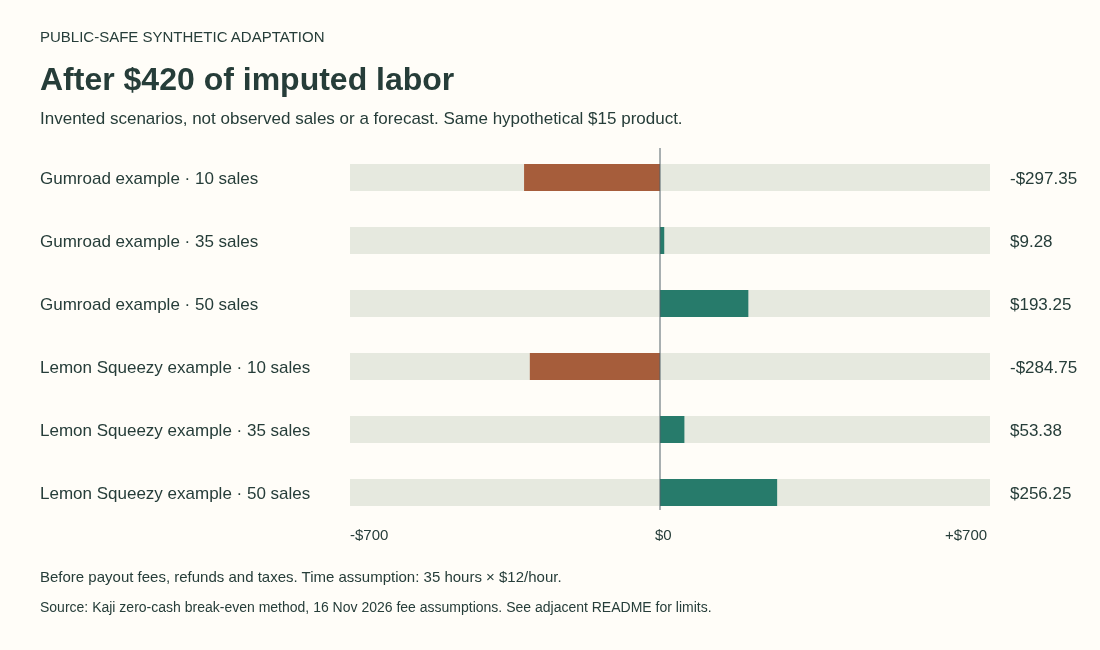 PUBLIC-SAFE SYNTHETIC ADAPTATION
After $420 of imputed labor
Invented scenarios, not observed sales or a forecast. Same hypothetical $15 product.
Gumroad example · 10 sales -$297.35
Gumroad example · 35 sales $9.28
Gumroad example · 50 sales $193.25
Lemon Squeezy example · 10 sales -$284.75
Lemon Squeezy example · 35 sales $53.38
Lemon Squeezy example · 50 sales $256.25
-$700 $0 +$700
Before payout fees, refunds and taxes. Time assumption: 35 hours × $12/hour.
Source: Kaji zero-cash break-even method, 16 Nov 2026 fee assumptions. See adjacent README for limits.